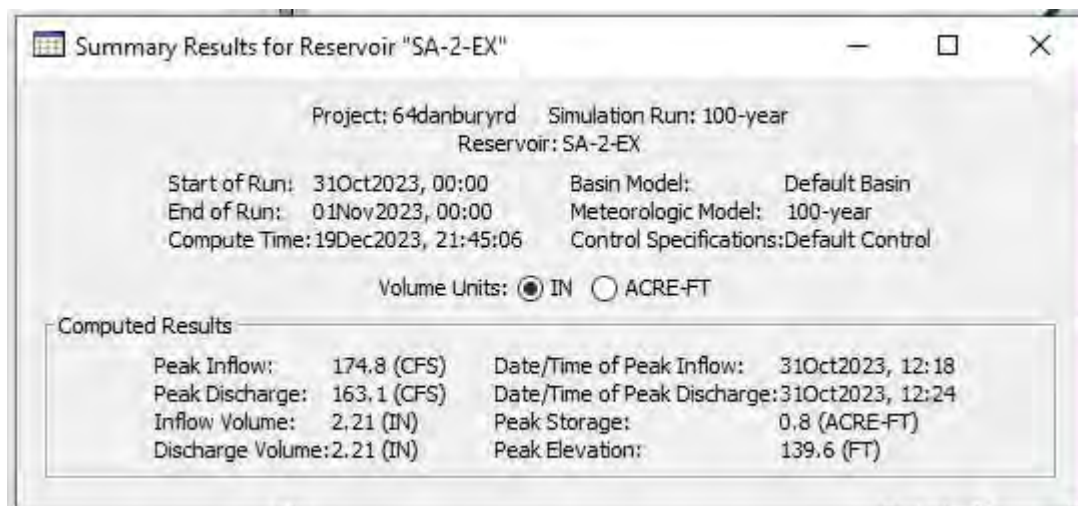 Summary Results for Reservoir "SA-2-EX"
Project: 64danburyrd Simulation Run: 100-year
Reservoir: SA-2-EX
Start of Run: 31Oct2023, 00:00 Basin Model: Default Basin
End of Run: 01Nov2023, 00:00 Meteorologic Model: 100-year
Compute Time:19Dec2023, 21:45:06 Control Specifications:Default Control
Volume Units: IN ACRE-FT
Computed Results
Peak Inflow: 174.8 (CFS) Date/Time of Peak Inflow: 31Oct2023, 12:18
Peak Discharge: 163.1 (CFS) Date/Time of Peak Discharge:31Oct2023, 12:24
Inflow Volume: 2.21 (IN) Peak Storage: 0.8 (ACRE-FT)
Discharge Volume:2.21 (IN) Peak Elevation: 139.6 (FT)